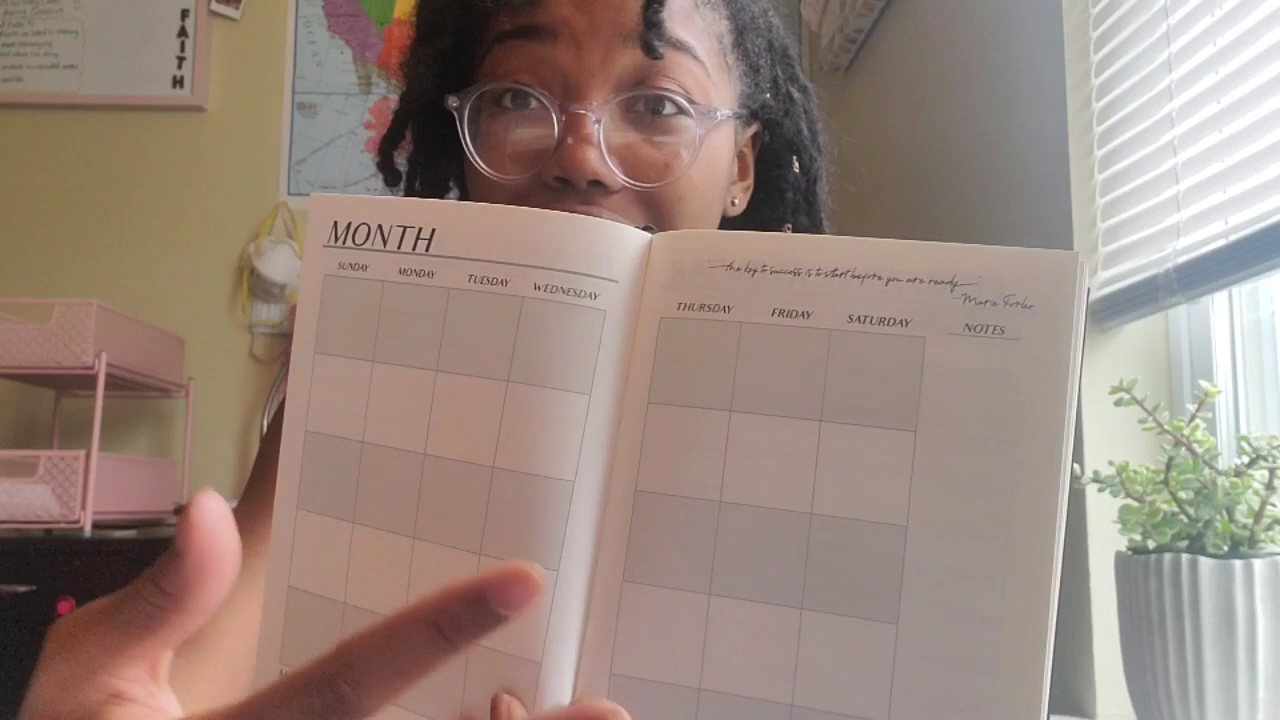 FAITH
MONTH
SUNDAY MONDAY TUESDAY WEDNESDAY
the key to success is to start before you are ready
-Marie Forleo
THURSDAY FRIDAY SATURDAY
NOTES